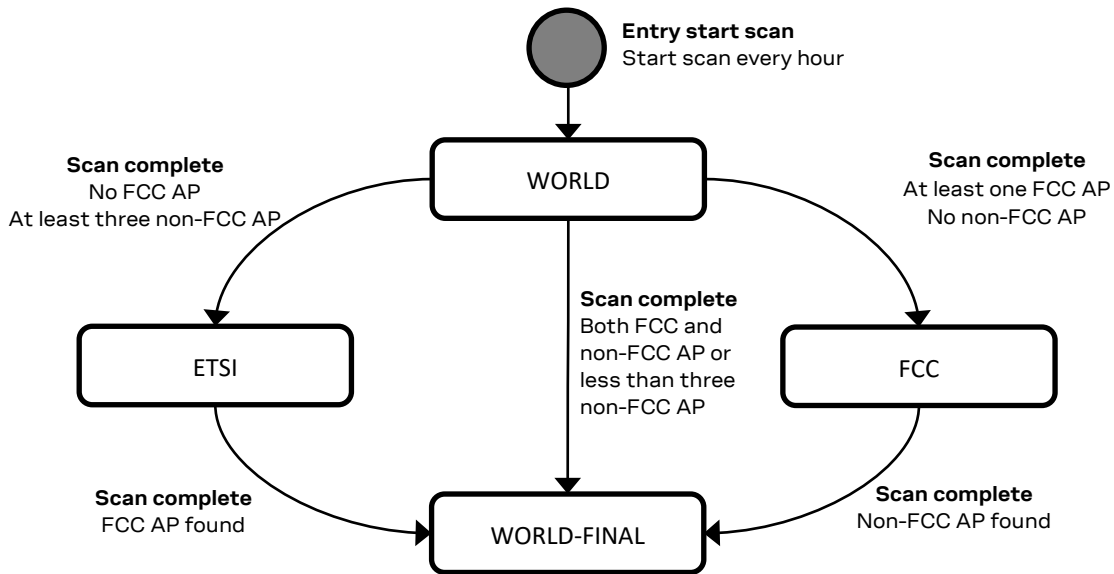 Entry start scan
Start scan every hour
Scan complete
No FCC AP
At least three non-FCC AP
WORLD
Scan complete
At least one FCC AP
No non-FCC AP
Scan complete
Both FCC and
non-FCC AP or
less than three
non-FCC AP
ETSI
FCC
Scan complete
FCC AP found
WORLD-FINAL
Scan complete
Non-FCC AP found